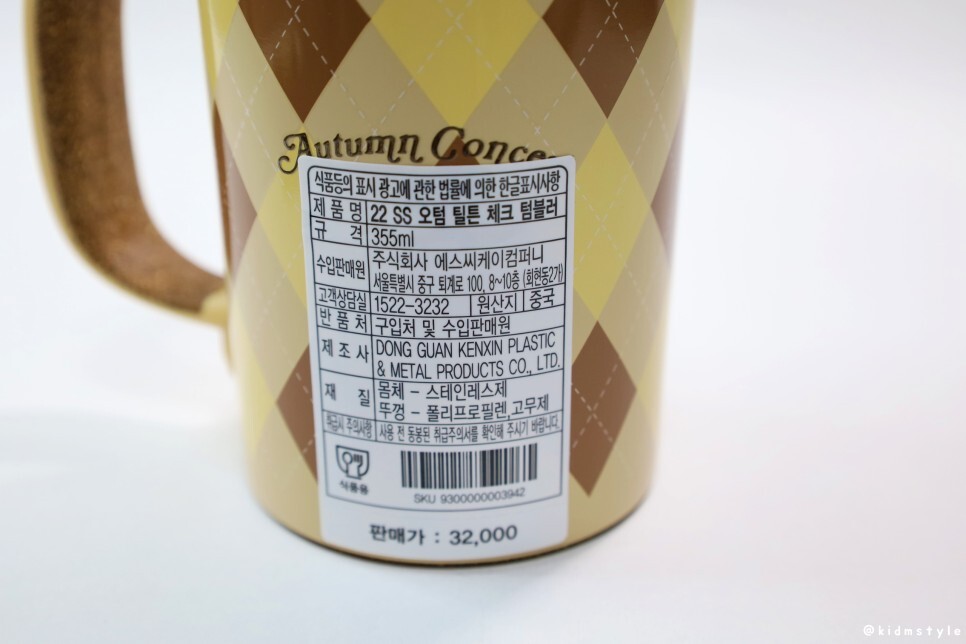 Autumn Conce
식품등의 표시 광고에 관한 법률에 의한 한글표시사항
제 품 명 22 SS 오텀 틸튼 체크 텀블러
규 격 355ml
수입판매원 주식회사 에스씨케이컴퍼니
서울특별시 중구 퇴계로 100, 8~10층 (회현동2가)
고객상담실 1522-3232 원산지 중국
반 품 처 구입처 및 수입판매원
제 조 사 DONG GUAN KENXIN PLASTIC
& METAL PRODUCTS CO., LTD.
재 질 몸체 - 스테인레스제
뚜껑 - 폴리프로필렌,고무제
취급시 주의사항 사용 전 동봉된 취급주의서를 확인해 주시기 바랍니다.
식품용
SKU 9300000003942
판매가 : 32,000
@kidmstyle